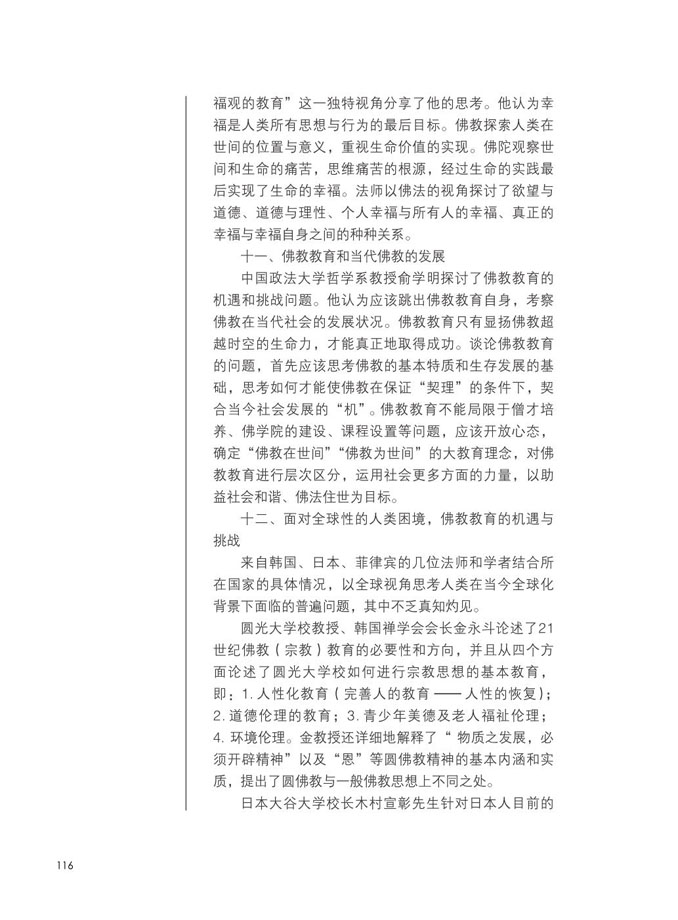 福观的教育”这一独特视角分享了他的思考。他认为幸
福是人类所有思想与行为的最后目标。佛教探索人类在
世间的位置与意义，重视生命价值的实现。佛陀观察世
间和生命的痛苦，思维痛苦的根源，经过生命的实践最
后实现了生命的幸福。法师以佛法的视角探讨了欲望与
道德、道德与理性、个人幸福与所有人的幸福、真正的
幸福与幸福自身之间的种种关系。
十一、佛教教育和当代佛教的发展
中国政法大学哲学系教授俞学明探讨了佛教教育的
机遇和挑战问题。他认为应该跳出佛教教育自身，考察
佛教在当代社会的发展状况。佛教教育只有显扬佛教超
越时空的生命力，才能真正地取得成功。谈论佛教教育
的问题，首先应该思考佛教的基本特质和生存发展的基
础，思考如何才能使佛教在保证“契理”的条件下，契
合当今社会发展的“机”。佛教教育不能局限于僧才培
养、佛学院的建设、课程设置等问题，应该开放心态，
确定“佛教在世间”“佛教为世间”的大教育理念，对佛
教教育进行层次区分，运用社会更多方面的力量，以助
益社会和谐、佛法住世为目标。
十二、面对全球性的人类困境，佛教教育的机遇与
挑战
来自韩国、日本、菲律宾的几位法师和学者结合所
在国家的具体情况，以全球视角思考人类在当今全球化
背景下面临的普遍问题，其中不乏真知灼见。
圆光大学校教授、韩国禅学会会长金永斗论述了21
世纪佛教（宗教）教育的必要性和方向，并且从四个方
面论述了圆光大学校如何进行宗教思想的基本教育，
即：1. 人性化教育（完善人的教育 —— 人性的恢复）；
2. 道德伦理的教育；3. 青少年美德及老人福祉伦理；
4. 环境伦理。金教授还详细地解释了“ 物质之发展，必
须开辟精神”以及“恩”等圆佛教精神的基本内涵和实
质，提出了圆佛教与一般佛教思想上不同之处。
日本大谷大学校长木村宣彰先生针对日本人目前的
116